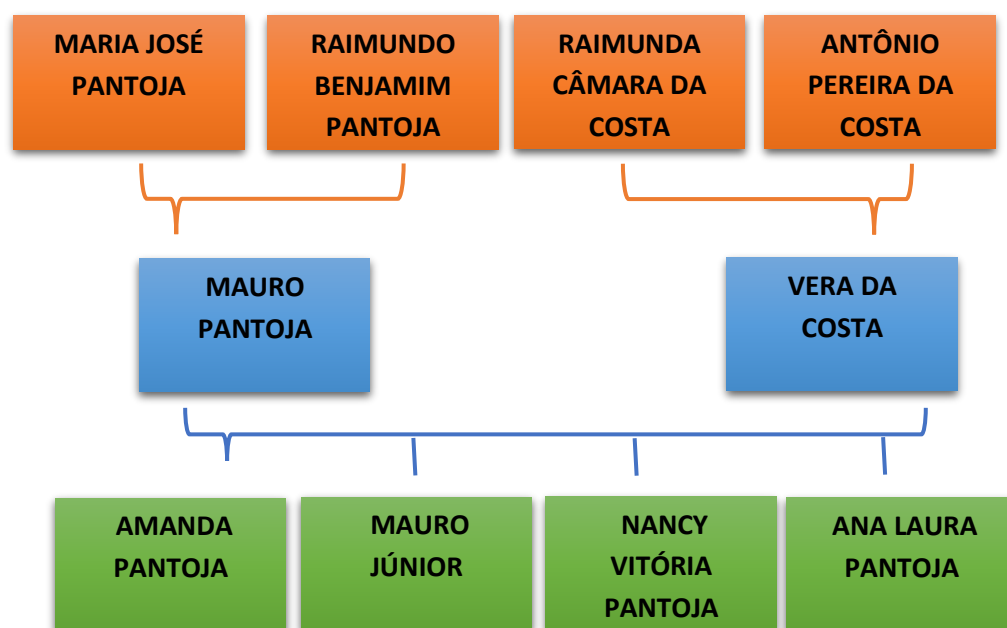 MARIA JOSÉ
PANTOJA
RAIMUNDO
BENJAMIM
PANTOJA
RAIMUNDA
CÂMARA DA
COSTA
ANTÔNIO
PEREIRA DA
COSTA
MAURO
PANTOJA
VERA DA
COSTA
AMANDA
PANTOJA
MAURO
JÚNIOR
NANCY
VITÓRIA
PANTOJA
ANA LAURA
PANTOJA